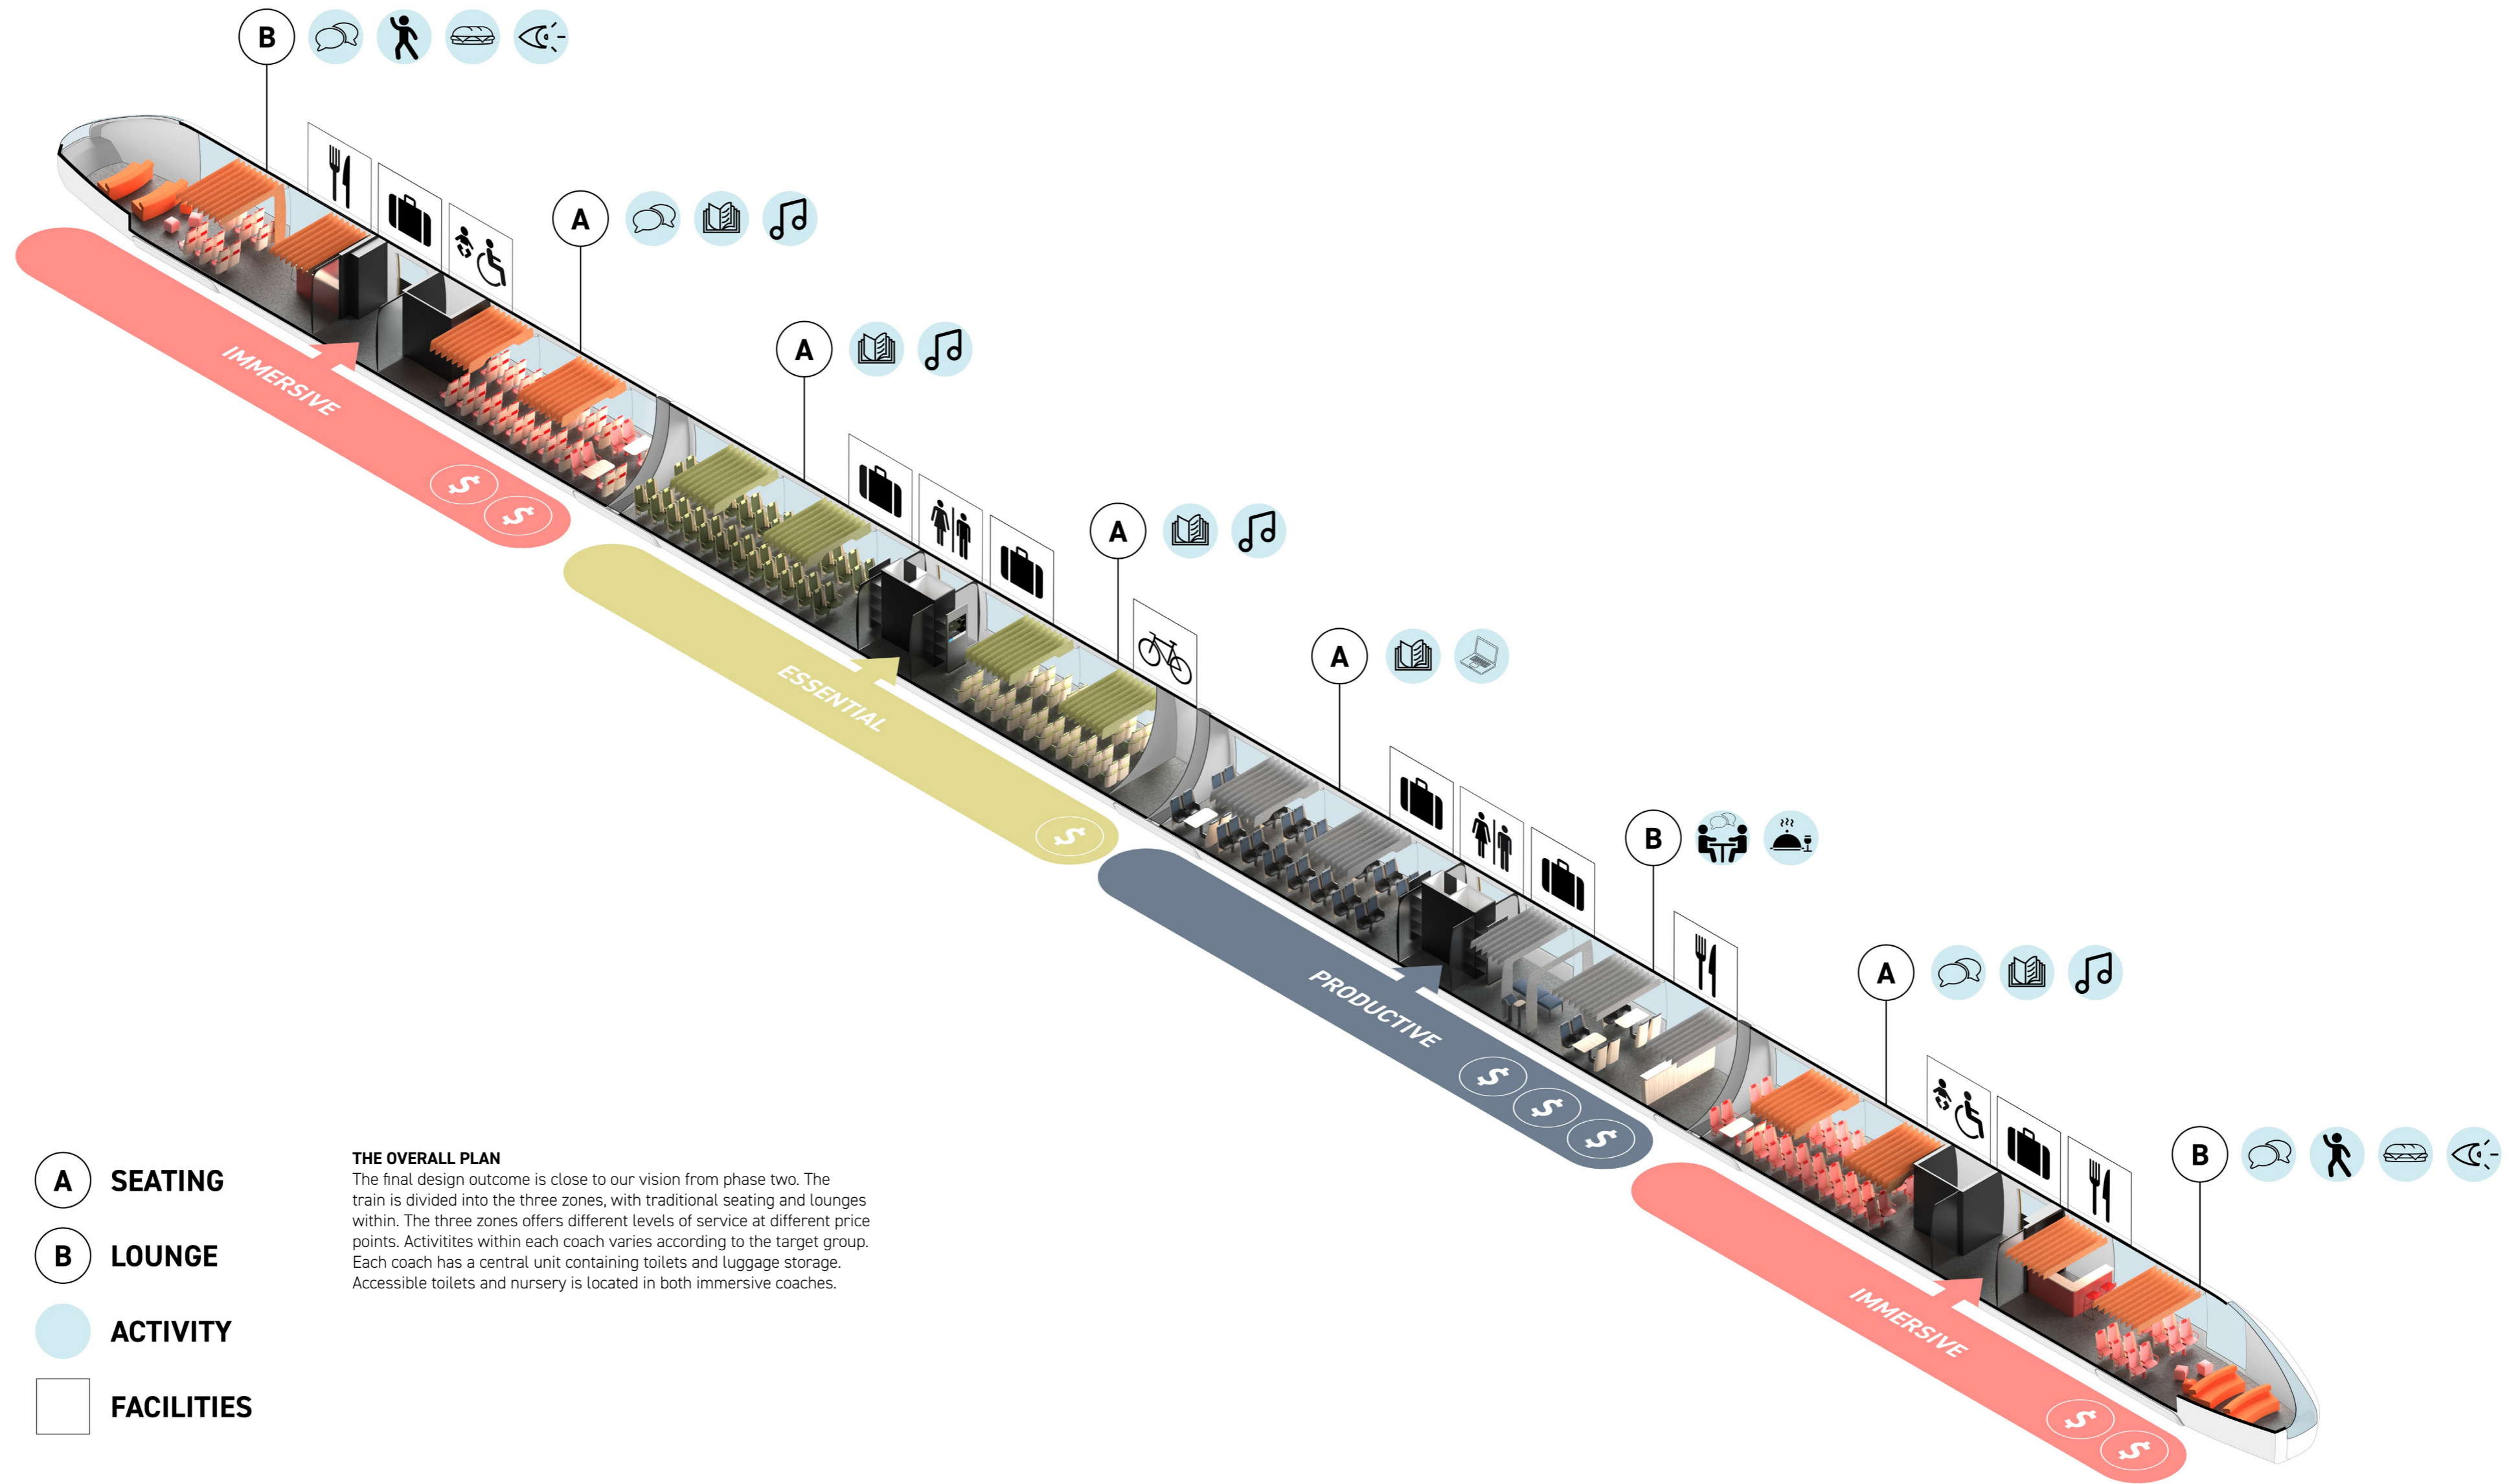 B
A
A
A
A
B
A
B
IMMERSIVE
$ $
ESSENTIAL
$
PRODUCTIVE
$ $ $
IMMERSIVE
$ $
A SEATING
B LOUNGE
ACTIVITY
FACILITIES
THE OVERALL PLAN
The final design outcome is close to our vision from phase two. The
train is divided into the three zones, with traditional seating and lounges
within. The three zones offers different levels of service at different price
points. Activitites within each coach varies according to the target group.
Each coach has a central unit containing toilets and luggage storage.
Accessible toilets and nursery is located in both immersive coaches.